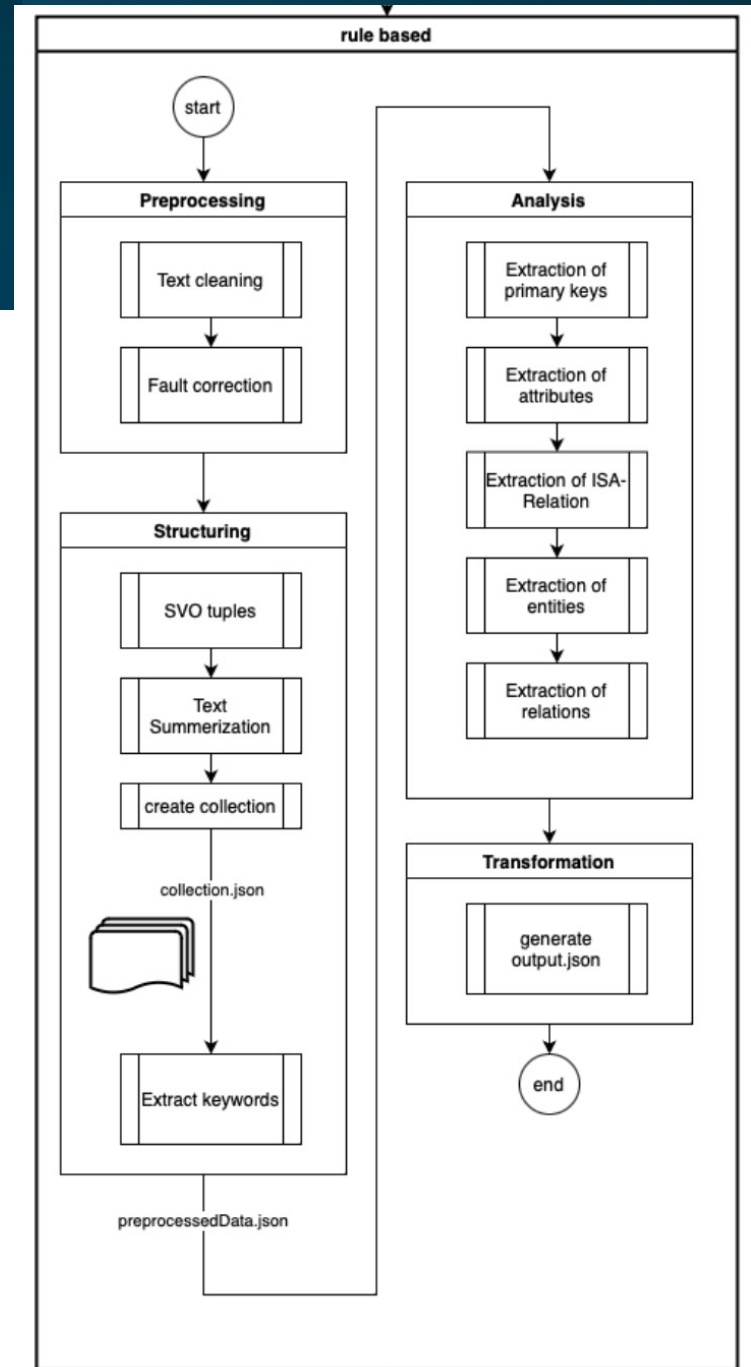 rule based
start
Preprocessing
Text cleaning
Fault correction
Structuring
SVO tuples
Text
Summerization
create collection
collection.json
Extract keywords
preprocessedData.json
Analysis
Extraction of
primary keys
Extraction of
attributes
Extraction of ISA-
Relation
Extraction of
entities
Extraction of
relations
Transformation
generate
output.json
end